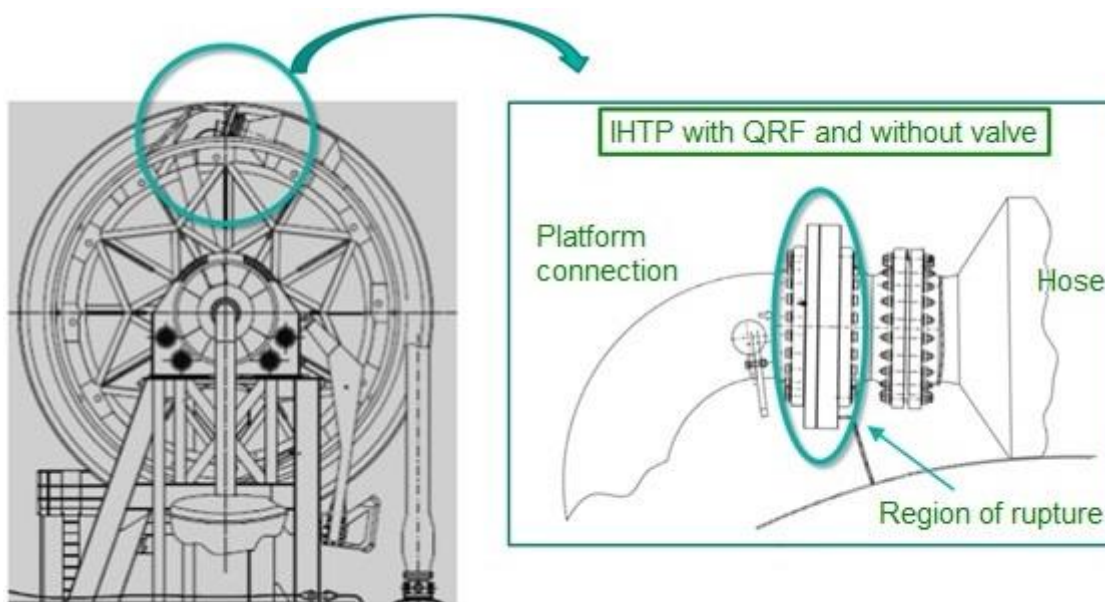 IHTP with QRF and without valve
Platform
connection
Hose
Region of rupture